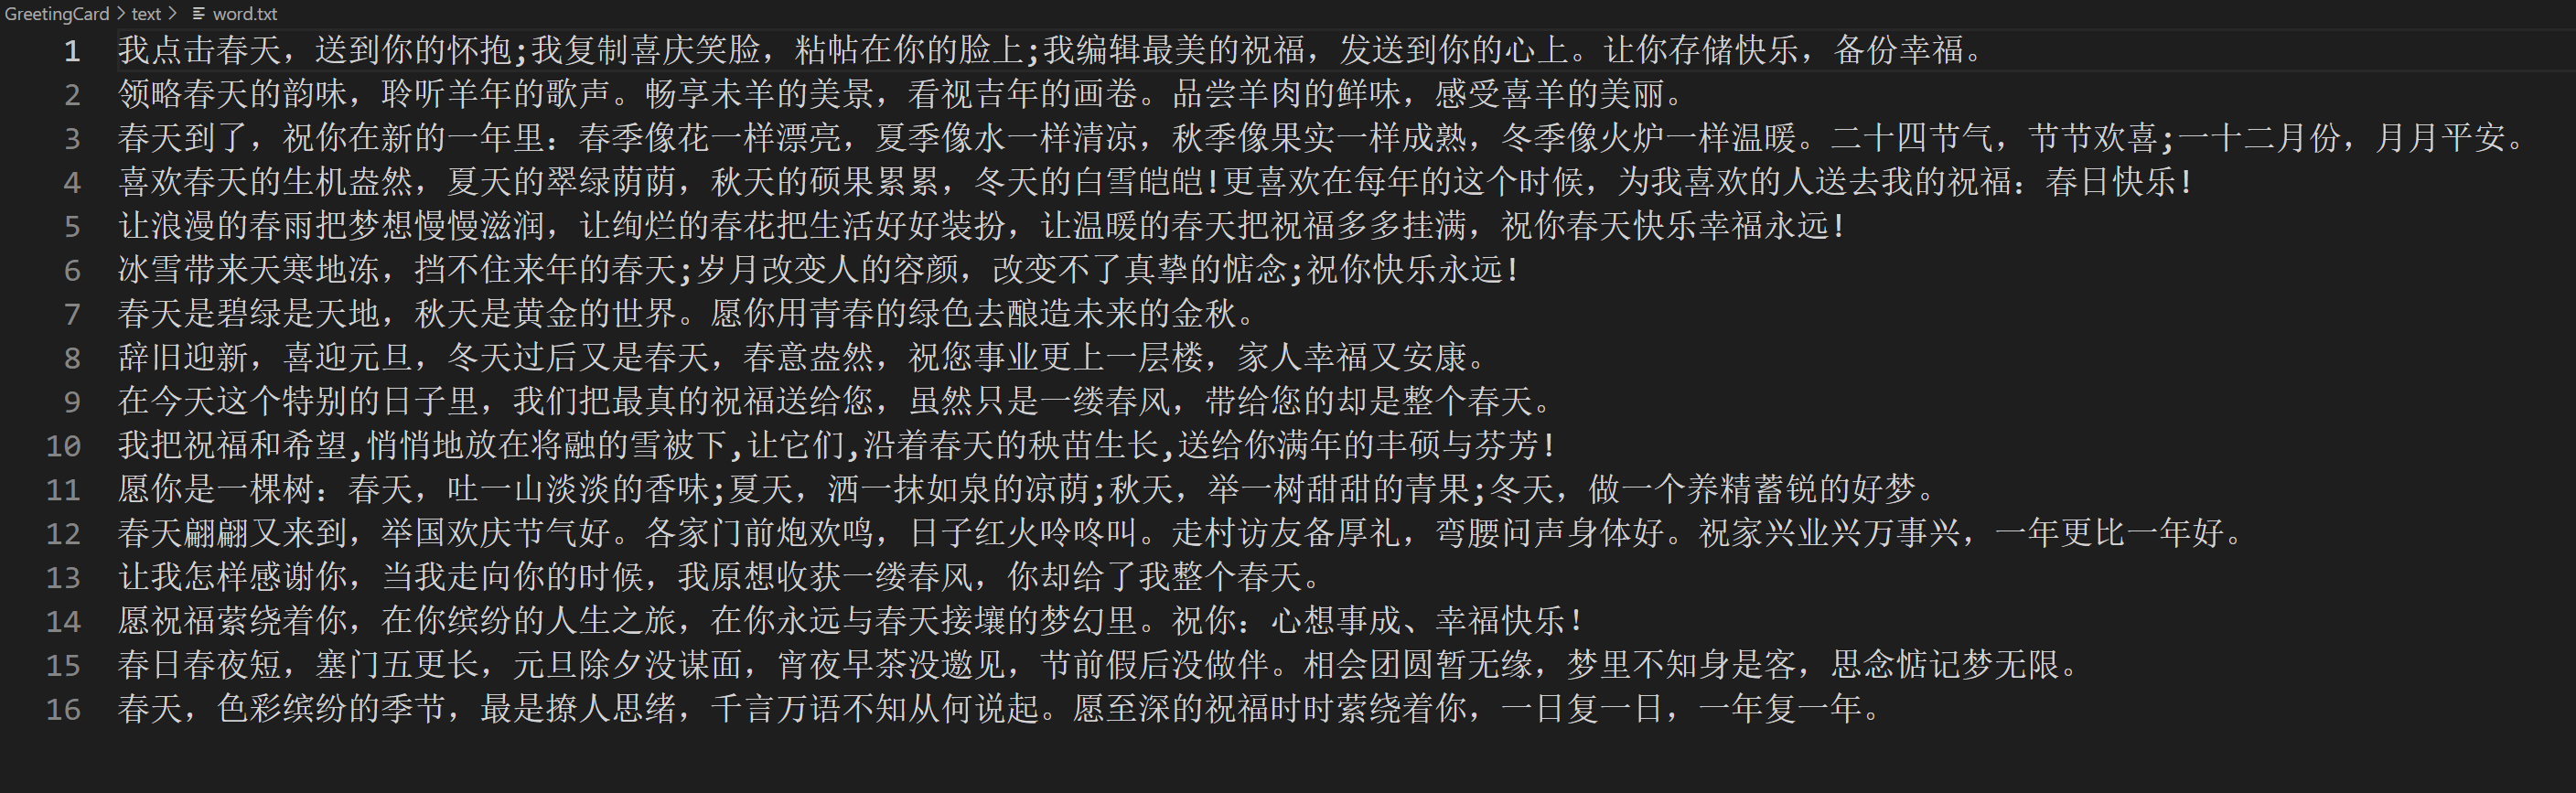 GreetingCard > text > word.txt
1 我点击春天，送到你的怀抱;我复制喜庆笑脸，粘帖在你的脸上;我编辑最美的祝福，发送到你的心上。让你存储快乐，备份幸福。
2 领略春天的韵味，聆听羊年的歌声。畅享未羊的美景，看视吉年的画卷。品尝羊肉的鲜味，感受喜羊的美丽。
3 春天到了，祝你在新的一年里：春季像花一样漂亮，夏季像水一样清凉，秋季像果实一样成熟，冬季像火炉一样温暖。二十四节气，节节欢喜;一十二月份，月月平安。
4 喜欢春天的生机盎然，夏天的翠绿荫荫，秋天的硕果累累，冬天的白雪皑皑!更喜欢在每年的这个时候，为我喜欢的人送去我的祝福：春日快乐!
5 让浪漫的春雨把梦想慢慢滋润，让绚烂的春花把生活好好装扮，让温暖的春天把祝福多多挂满，祝你春天快乐幸福永远!
6 冰雪带来天寒地冻，挡不住来年的春天;岁月改变人的容颜，改变不了真挚的惦念;祝你快乐永远!
7 春天是碧绿是天地，秋天是黄金的世界。愿你用青春的绿色去酿造未来的金秋。
8 辞旧迎新，喜迎元旦，冬天过后又是春天，春意盎然，祝您事业更上一层楼，家人幸福又安康。
9 在今天这个特别的日子里，我们把最真的祝福送给您，虽然只是一缕春风，带给您的却是整个春天。
10 我把祝福和希望,悄悄地放在将融的雪被下,让它们,沿着春天的秧苗生长,送给你满年的丰硕与芬芳!
11 愿你是一棵树：春天，吐一山淡淡的香味;夏天，洒一抹如泉的凉荫;秋天，举一树甜甜的青果;冬天，做一个养精蓄锐的好梦。
12 春天翩翩又来到，举国欢庆节气好。各家门前炮欢鸣，日子红火呤咚叫。走村访友备厚礼，弯腰问声身体好。祝家兴业兴万事兴，一年更比一年好。
13 让我怎样感谢你，当我走向你的时候，我原想收获一缕春风，你却给了我整个春天。
14 愿祝福萦绕着你，在你缤纷的人生之旅，在你永远与春天接壤的梦幻里。祝你：心想事成、幸福快乐!
15 春日春夜短，塞门五更长，元旦除夕没谋面，宵夜早茶没邀见，节前假后没做伴。相会团圆暂无缘，梦里不知身是客，思念惦记梦无限。
16 春天，色彩缤纷的季节，最是撩人思绪，千言万语不知从何说起。愿至深的祝福时时萦绕着你，一日复一日，一年复一年。